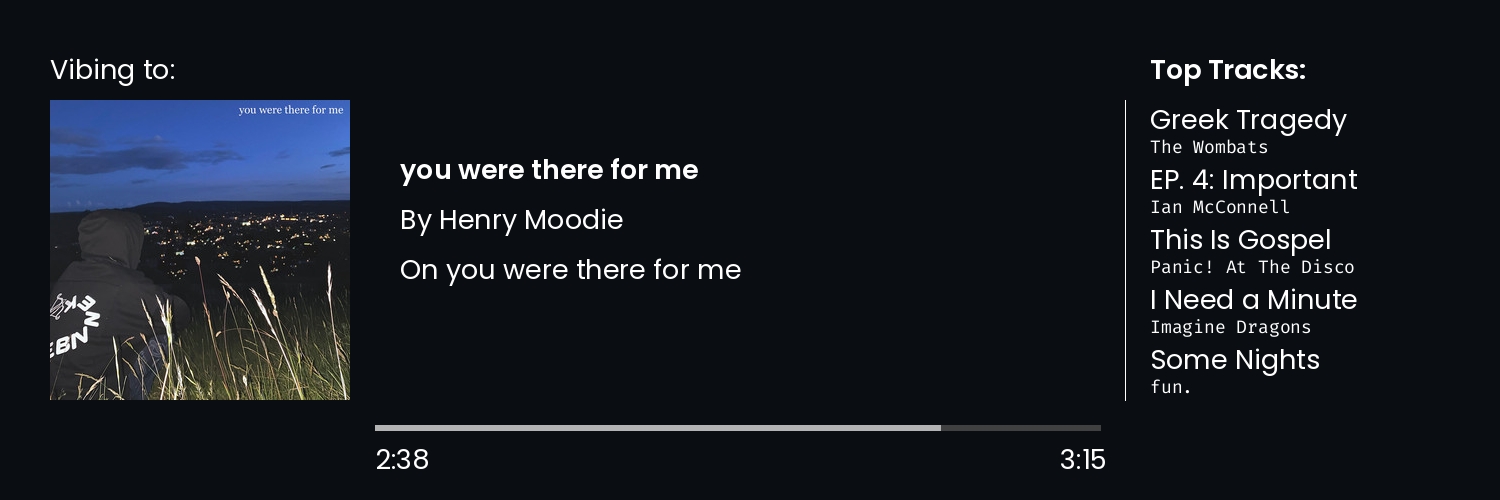 Vibing to:
you were there for me
you were there for me
By Henry Moodie
On you were there for me
2:38
3:15
Top Tracks:
Greek Tragedy
The Wombats
EP. 4: Important
Ian McConnell
This Is Gospel
Panic! At The Disco
I Need a Minute
Imagine Dragons
Some Nights
fun.